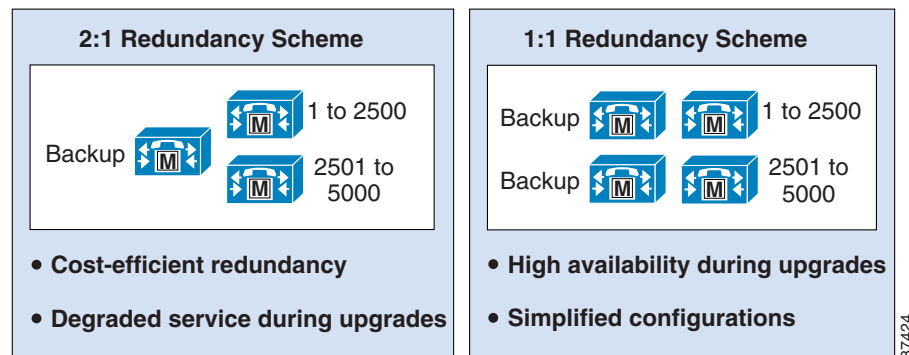 2:1 Redundancy Scheme
Backup
M
M
1 to 2500
M
2501 to
5000
• Cost-efficient redundancy
• Degraded service during upgrades
1:1 Redundancy Scheme
Backup
M
M
1 to 2500
Backup
M
M
2501 to
5000
• High availability during upgrades
• Simplified configurations